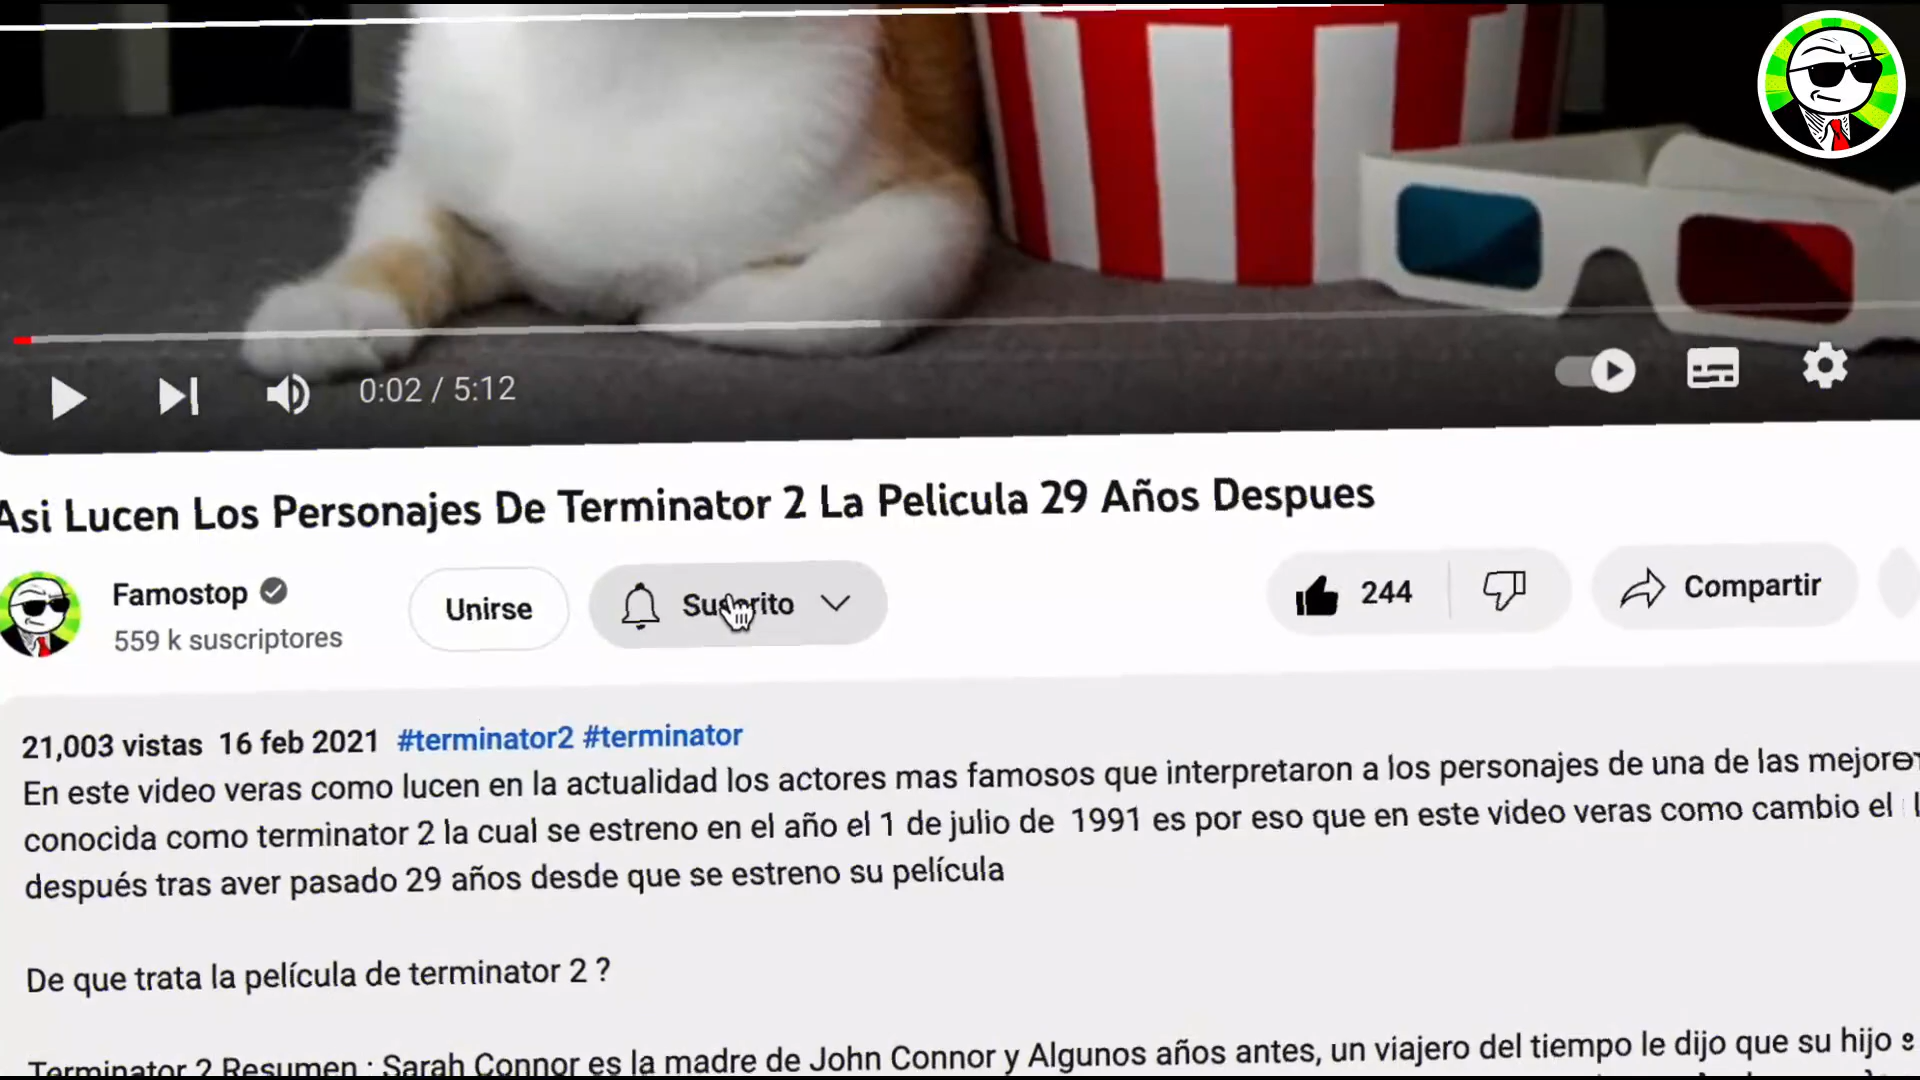 0:02 / 5:12
Asi Lucen Los Personajes De Terminator 2 La Pelicula 29 Años Despues
Famostop
559 k suscriptores
Unirse
Suscrito
244
Compartir
21,003 vistas 16 feb 2021 #terminator2 #terminator
En este video veras como lucen en la actualidad los actores mas famosos que interpretaron a los personajes de una de las
conocida como terminator 2 la cual se estreno en el año el 1 de julio de 1991 es por eso que en este video veras como cambio el
después tras aver pasado 29 años desde que se estreno su película
De que trata la película de terminator 2 ?
Terminator 2 Resumen : Sarah Connor es la madre de John Connor y Algunos años antes, un viajero del tiempo le dijo que su hijo